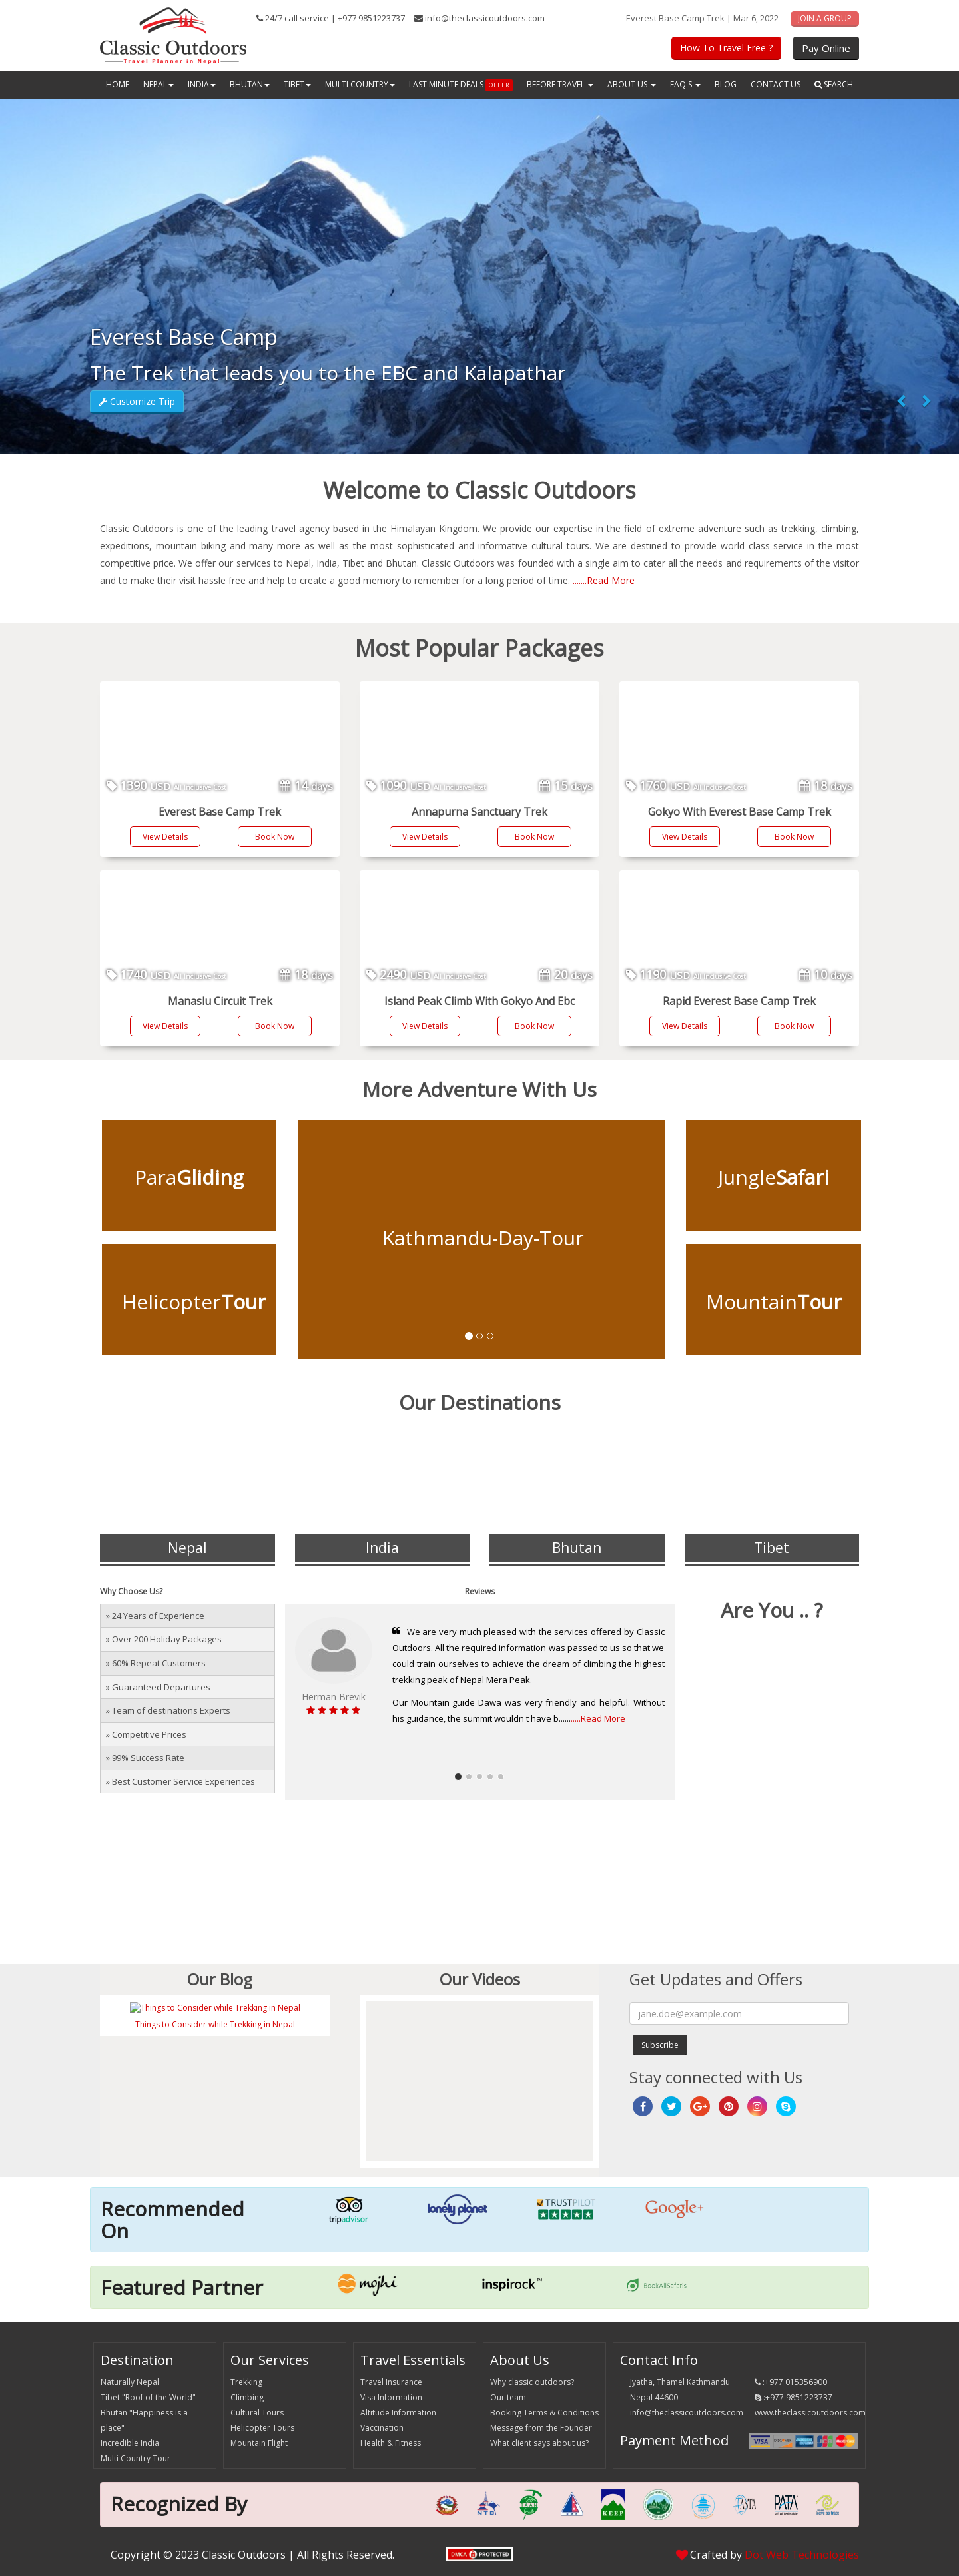 Classic Outdoors
Travel Planner in Nepal
24/7 call service | +977 9851223737 info@theclassicoutdoors.com
Everest Base Camp Trek | Mar 6, 2022 JOIN A GROUP
How To Travel Free ? Pay Online
HOME NEPAL INDIA BHUTAN TIBET MULTI COUNTRY LAST MINUTE DEALS OFFER BEFORE TRAVEL ABOUT US FAQ'S BLOG CONTACT US SEARCH
Everest Base Camp
The Trek that leads you to the EBC and Kalapathar
Customize Trip
Welcome to Classic Outdoors
Classic Outdoors is one of the leading travel agency based in the Himalayan Kingdom. We provide our expertise in the field of extreme adventure such as trekking, climbing,
expeditions, mountain biking and many more as well as the most sophisticated and informative cultural tours. We are destined to provide world class service in the most
competitive price. We offer our services to Nepal, India, Tibet and Bhutan. Classic Outdoors was founded with a single aim to cater all the needs and requirements of the visitor
and to make their visit hassle free and help to create a good memory to remember for a long period of time. .......Read More
Most Popular Packages
1390 USD All Inclusive Cost 14 days
Everest Base Camp Trek
View Details Book Now
1090 USD All Inclusive Cost 15 days
Annapurna Sanctuary Trek
View Details Book Now
1760 USD All Inclusive Cost 18 days
Gokyo With Everest Base Camp Trek
View Details Book Now
1740 USD All Inclusive Cost 18 days
Manaslu Circuit Trek
View Details Book Now
2490 USD All Inclusive Cost 20 days
Island Peak Climb With Gokyo And Ebc
View Details Book Now
1190 USD All Inclusive Cost 10 days
Rapid Everest Base Camp Trek
View Details Book Now
More Adventure With Us
ParaGliding
HelicopterTour
Kathmandu-Day-Tour
JungleSafari
MountainTour
Our Destinations
Nepal India Bhutan Tibet
Why Choose Us?
» 24 Years of Experience
» Over 200 Holiday Packages
» 60% Repeat Customers
» Guaranteed Departures
» Team of destinations Experts
» Competitive Prices
» 99% Success Rate
» Best Customer Service Experiences
Reviews
Herman Brevik
We are very much pleased with the services offered by Classic
Outdoors. All the required information was passed to us so that we
could train ourselves to achieve the dream of climbing the highest
trekking peak of Nepal Mera Peak.
Our Mountain guide Dawa was very friendly and helpful. Without
his guidance, the summit wouldn't have b...........Read More
Are You .. ?
Our Blog
Things to Consider while Trekking in Nepal
Things to Consider while Trekking in Nepal
Our Videos
Get Updates and Offers
jane.doe@example.com
Subscribe
Stay connected with Us
Recommended
On
tripadvisor
lonely planet
TRUSTPILOT
Google+
Featured Partner
mojhi
inspirock™
BookAllSafaris
Destination
Naturally Nepal
Tibet "Roof of the World"
Bhutan "Happiness is a
place"
Incredible India
Multi Country Tour
Our Services
Trekking
Climbing
Cultural Tours
Helicopter Tours
Mountain Flight
Travel Essentials
Travel Insurance
Visa Information
Altitude Information
Vaccination
Health & Fitness
About Us
Why classic outdoors?
Our team
Booking Terms & Conditions
Message from the Founder
What client says about us?
Contact Info
Jyatha, Thamel Kathmandu
Nepal 44600
info@theclassicoutdoors.com
:+977 015356900
:+977 9851223737
www.theclassicoutdoors.com
Payment Method
VISA
Recognized By
NTB
KEEP
ASTA
PATA
Copyright © 2023 Classic Outdoors | All Rights Reserved.
DMCA PROTECTED
Crafted by Dot Web Technologies